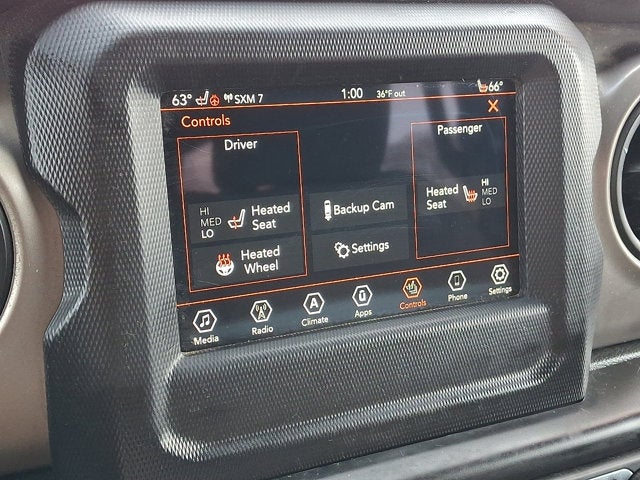 63° SXM 7 1:00 36°F out 66°
Controls X
Driver Passenger
HI
MED
LO
Heated
Seat
Backup Cam
Heated
Seat
HI
MED
LO
Heated
Wheel
Settings
Media Radio Climate Apps Controls Phone Settings